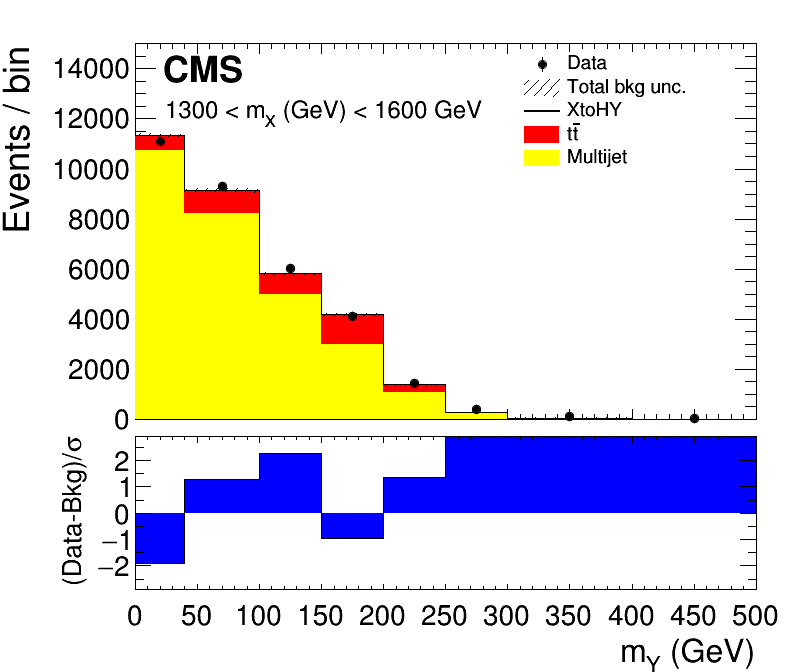 Events / bin
14000
12000
10000
8000
6000
4000
2000
0
CMS
1300 < m_X (GeV) < 1600 GeV
Data
Total bkg unc.
XtoHY
tt̄
Multijet
(Data-Bkg)/σ
2
1
0
−1
−2
0 50 100 150 200 250 300 350 400 450 500
m_Y (GeV)